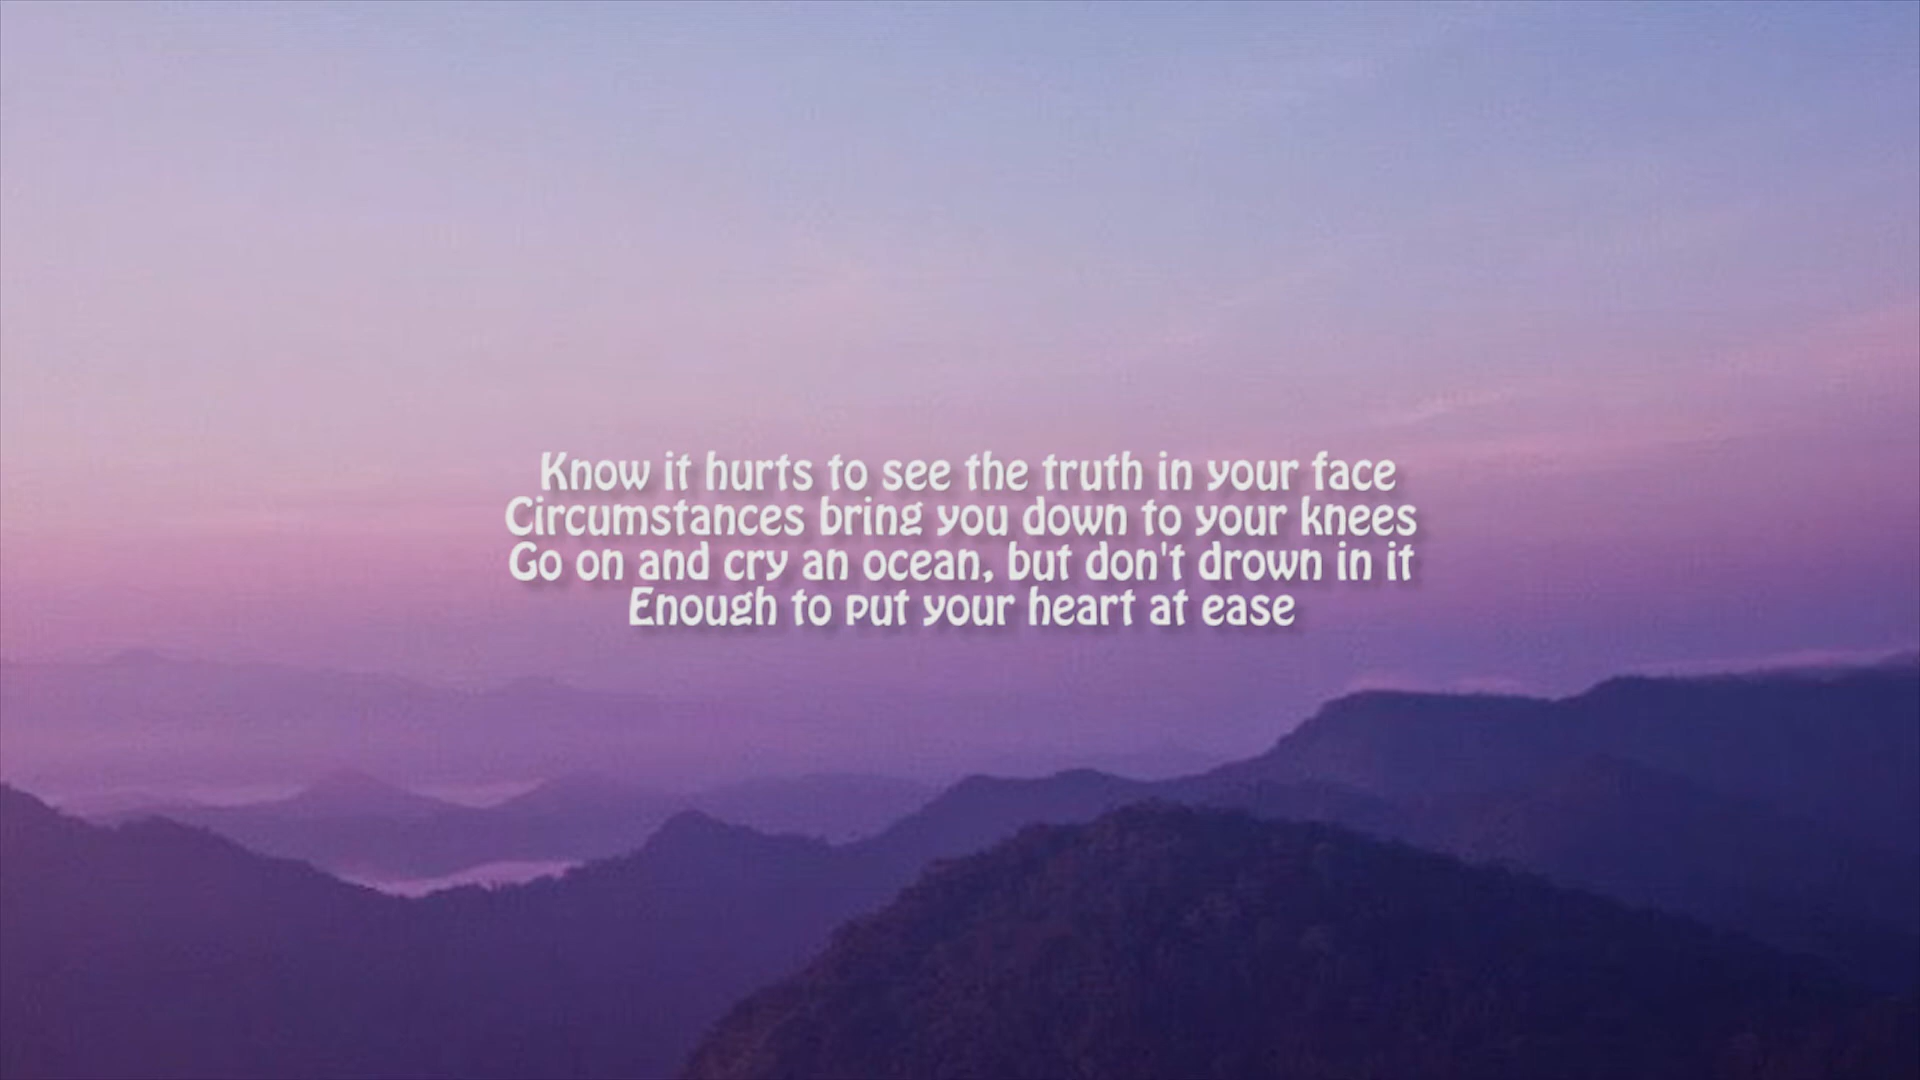 Know it hurts to see the truth in your face
Circumstances bring you down to your knees
Go on and cry an ocean, but don't drown in it
Enough to put your heart at ease